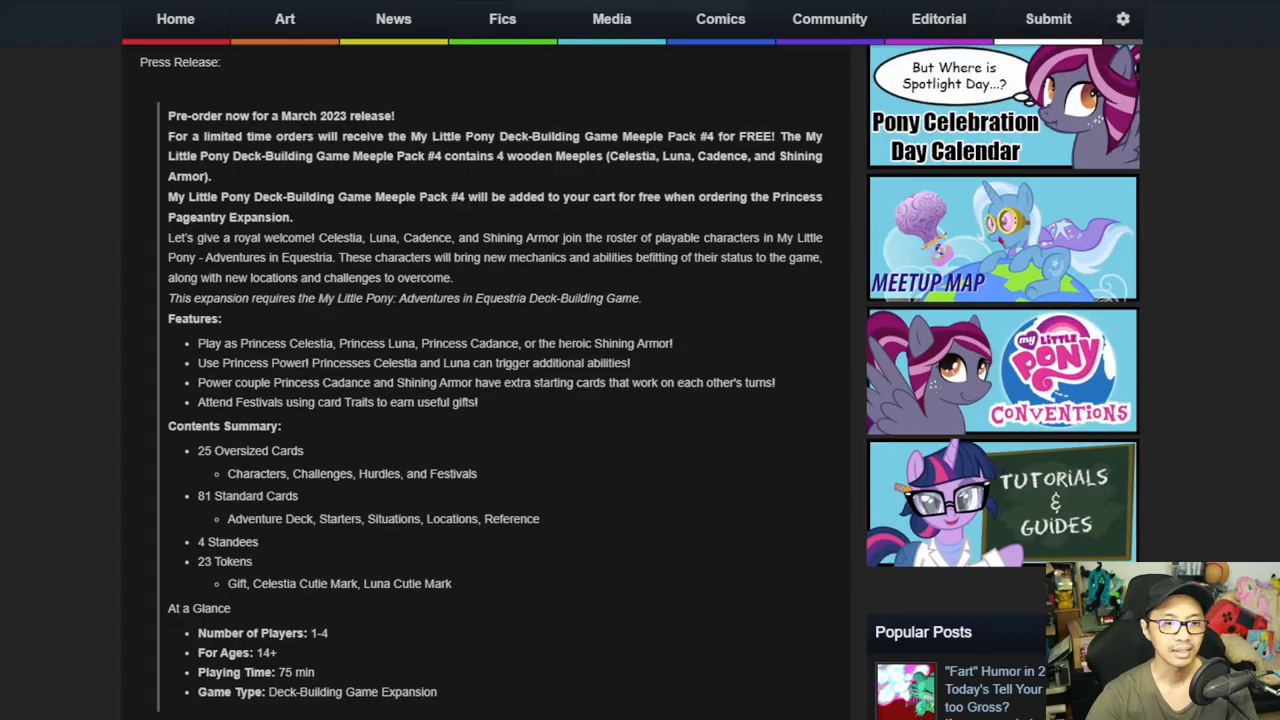 Home Art News Fics Media Comics Community Editorial Submit
Press Release:
Pre-order now for a March 2023 release!
For a limited time orders will receive the My Little Pony Deck-Building Game Meeple Pack #4 for FREE! The My
Little Pony Deck-Building Game Meeple Pack #4 contains 4 wooden Meeples (Celestia, Luna, Cadence, and Shining
Armor).
My Little Pony Deck-Building Game Meeple Pack #4 will be added to your cart for free when ordering the Princess
Pageantry Expansion.
Let's give a royal welcome! Celestia, Luna, Cadence, and Shining Armor join the roster of playable characters in My Little
Pony - Adventures in Equestria. These characters will bring new mechanics and abilities befitting of their status to the game,
along with new locations and challenges to overcome.
This expansion requires the My Little Pony: Adventures in Equestria Deck-Building Game.
Features:
• Play as Princess Celestia, Princess Luna, Princess Cadance, or the heroic Shining Armor!
• Use Princess Power! Princesses Celestia and Luna can trigger additional abilities!
• Power couple Princess Cadance and Shining Armor have extra starting cards that work on each other's turns!
• Attend Festivals using card Traits to earn useful gifts!
Contents Summary:
• 25 Oversized Cards
Characters, Challenges, Hurdles, and Festivals
• 81 Standard Cards
Adventure Deck, Starters, Situations, Locations, Reference
• 4 Standees
• 23 Tokens
Gift, Celestia Cutie Mark, Luna Cutie Mark
At a Glance
• Number of Players: 1-4
• For Ages: 14+
• Playing Time: 75 min
• Game Type: Deck-Building Game Expansion
But Where is
Spotlight Day...?
Pony Celebration
Day Calendar
MEETUP MAP
my LITTLE
PONY
CONVENTIONS
TUTORIALS
&
GUIDES
Popular Posts
"Fart" Humor in 2
Today's Tell Your
too Gross?